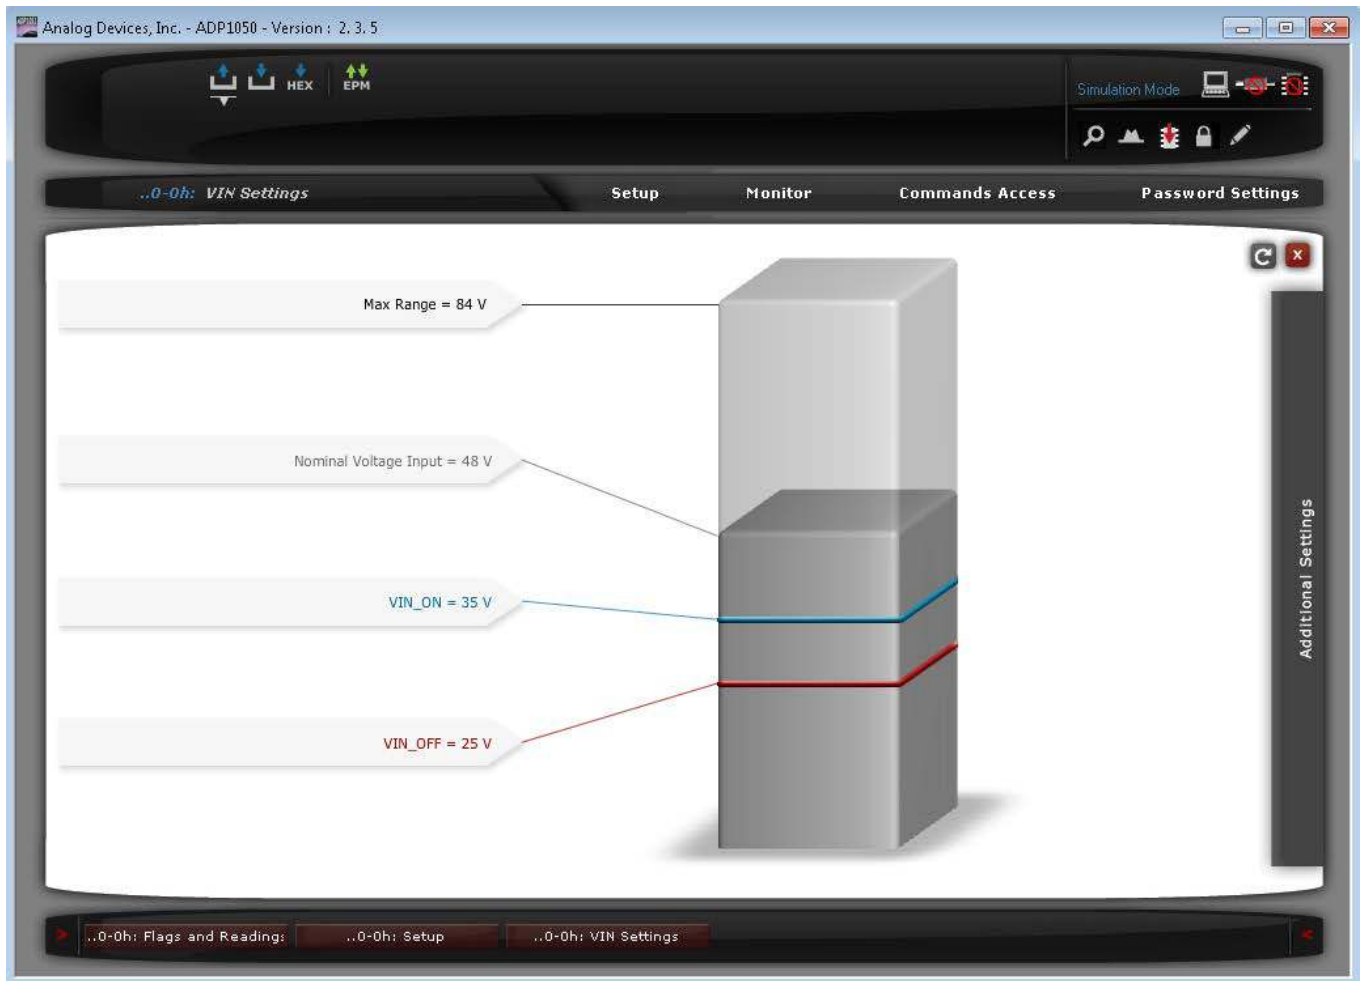 Analog Devices, Inc. - ADP1050 - Version : 2. 3. 5
HEX
EPM
Simulation Mode
..0-0h: VIN Settings
Setup
Monitor
Commands Access
Password Settings
Max Range = 84 V
Nominal Voltage Input = 48 V
VIN_ON = 35 V
VIN_OFF = 25 V
Additional Settings
..0-0h: Flags and Readings
..0-0h: Setup
..0-0h: VIN Settings